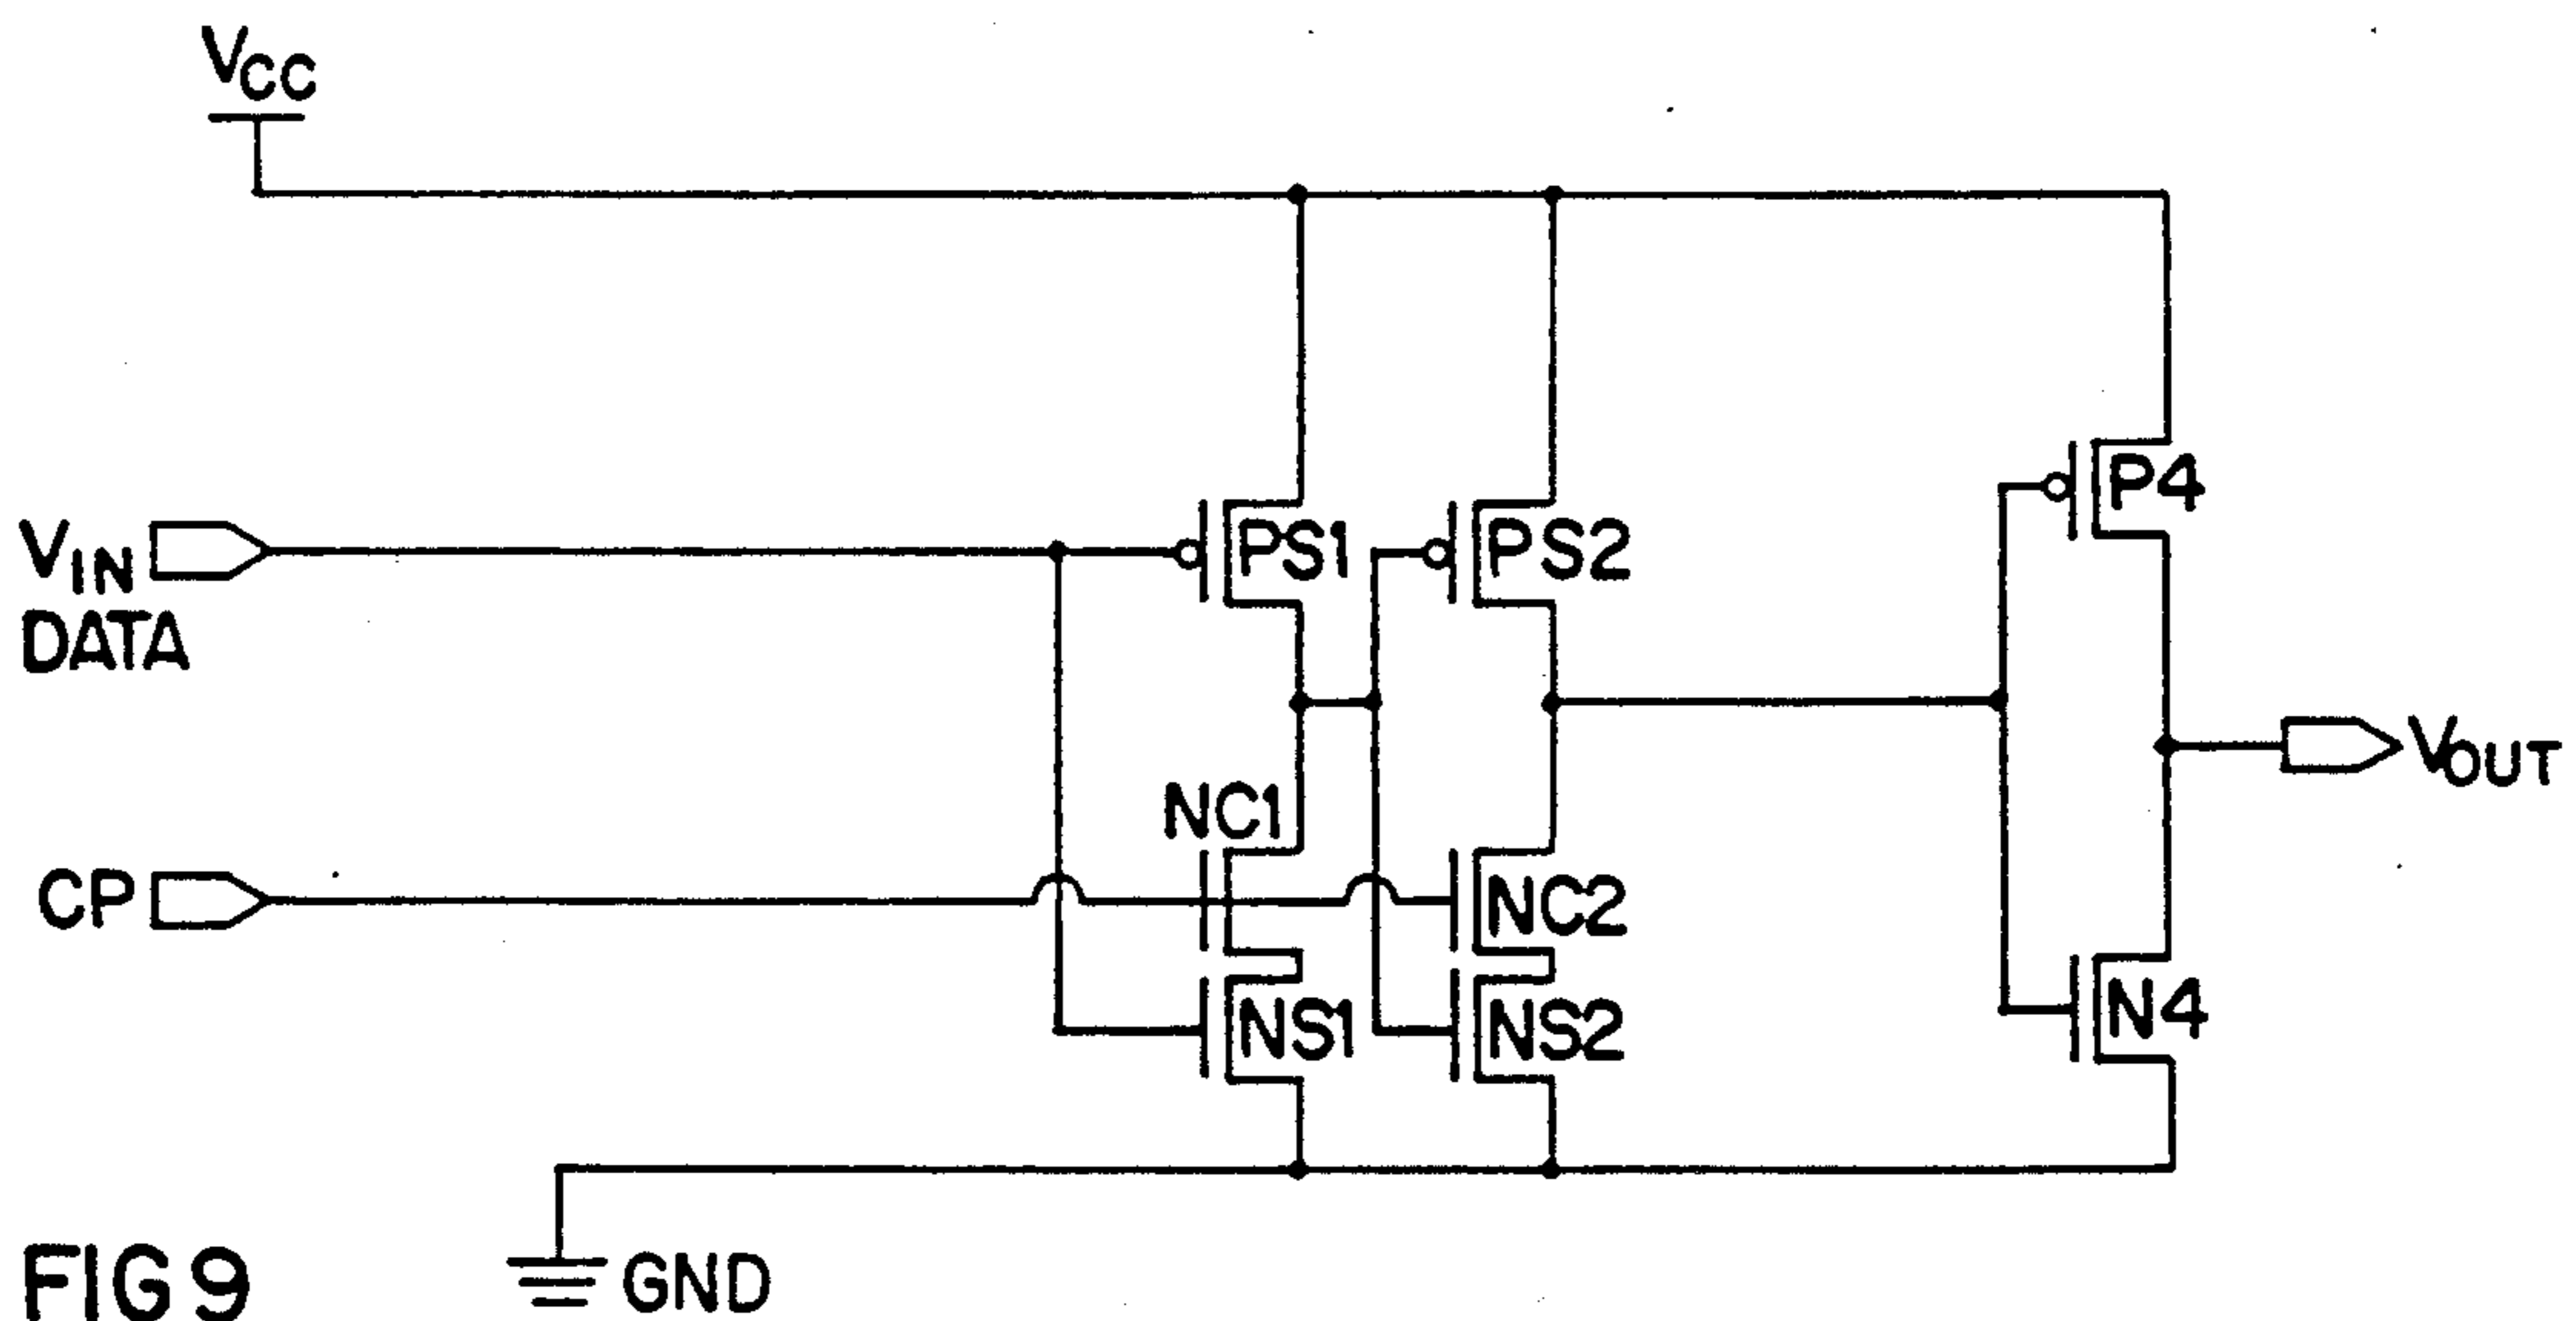 VCC
VIN
DATA
PS1
PS2
P4
VOUT
NC1
CP
NC2
NS1
NS2
N4
GND
FIG 9